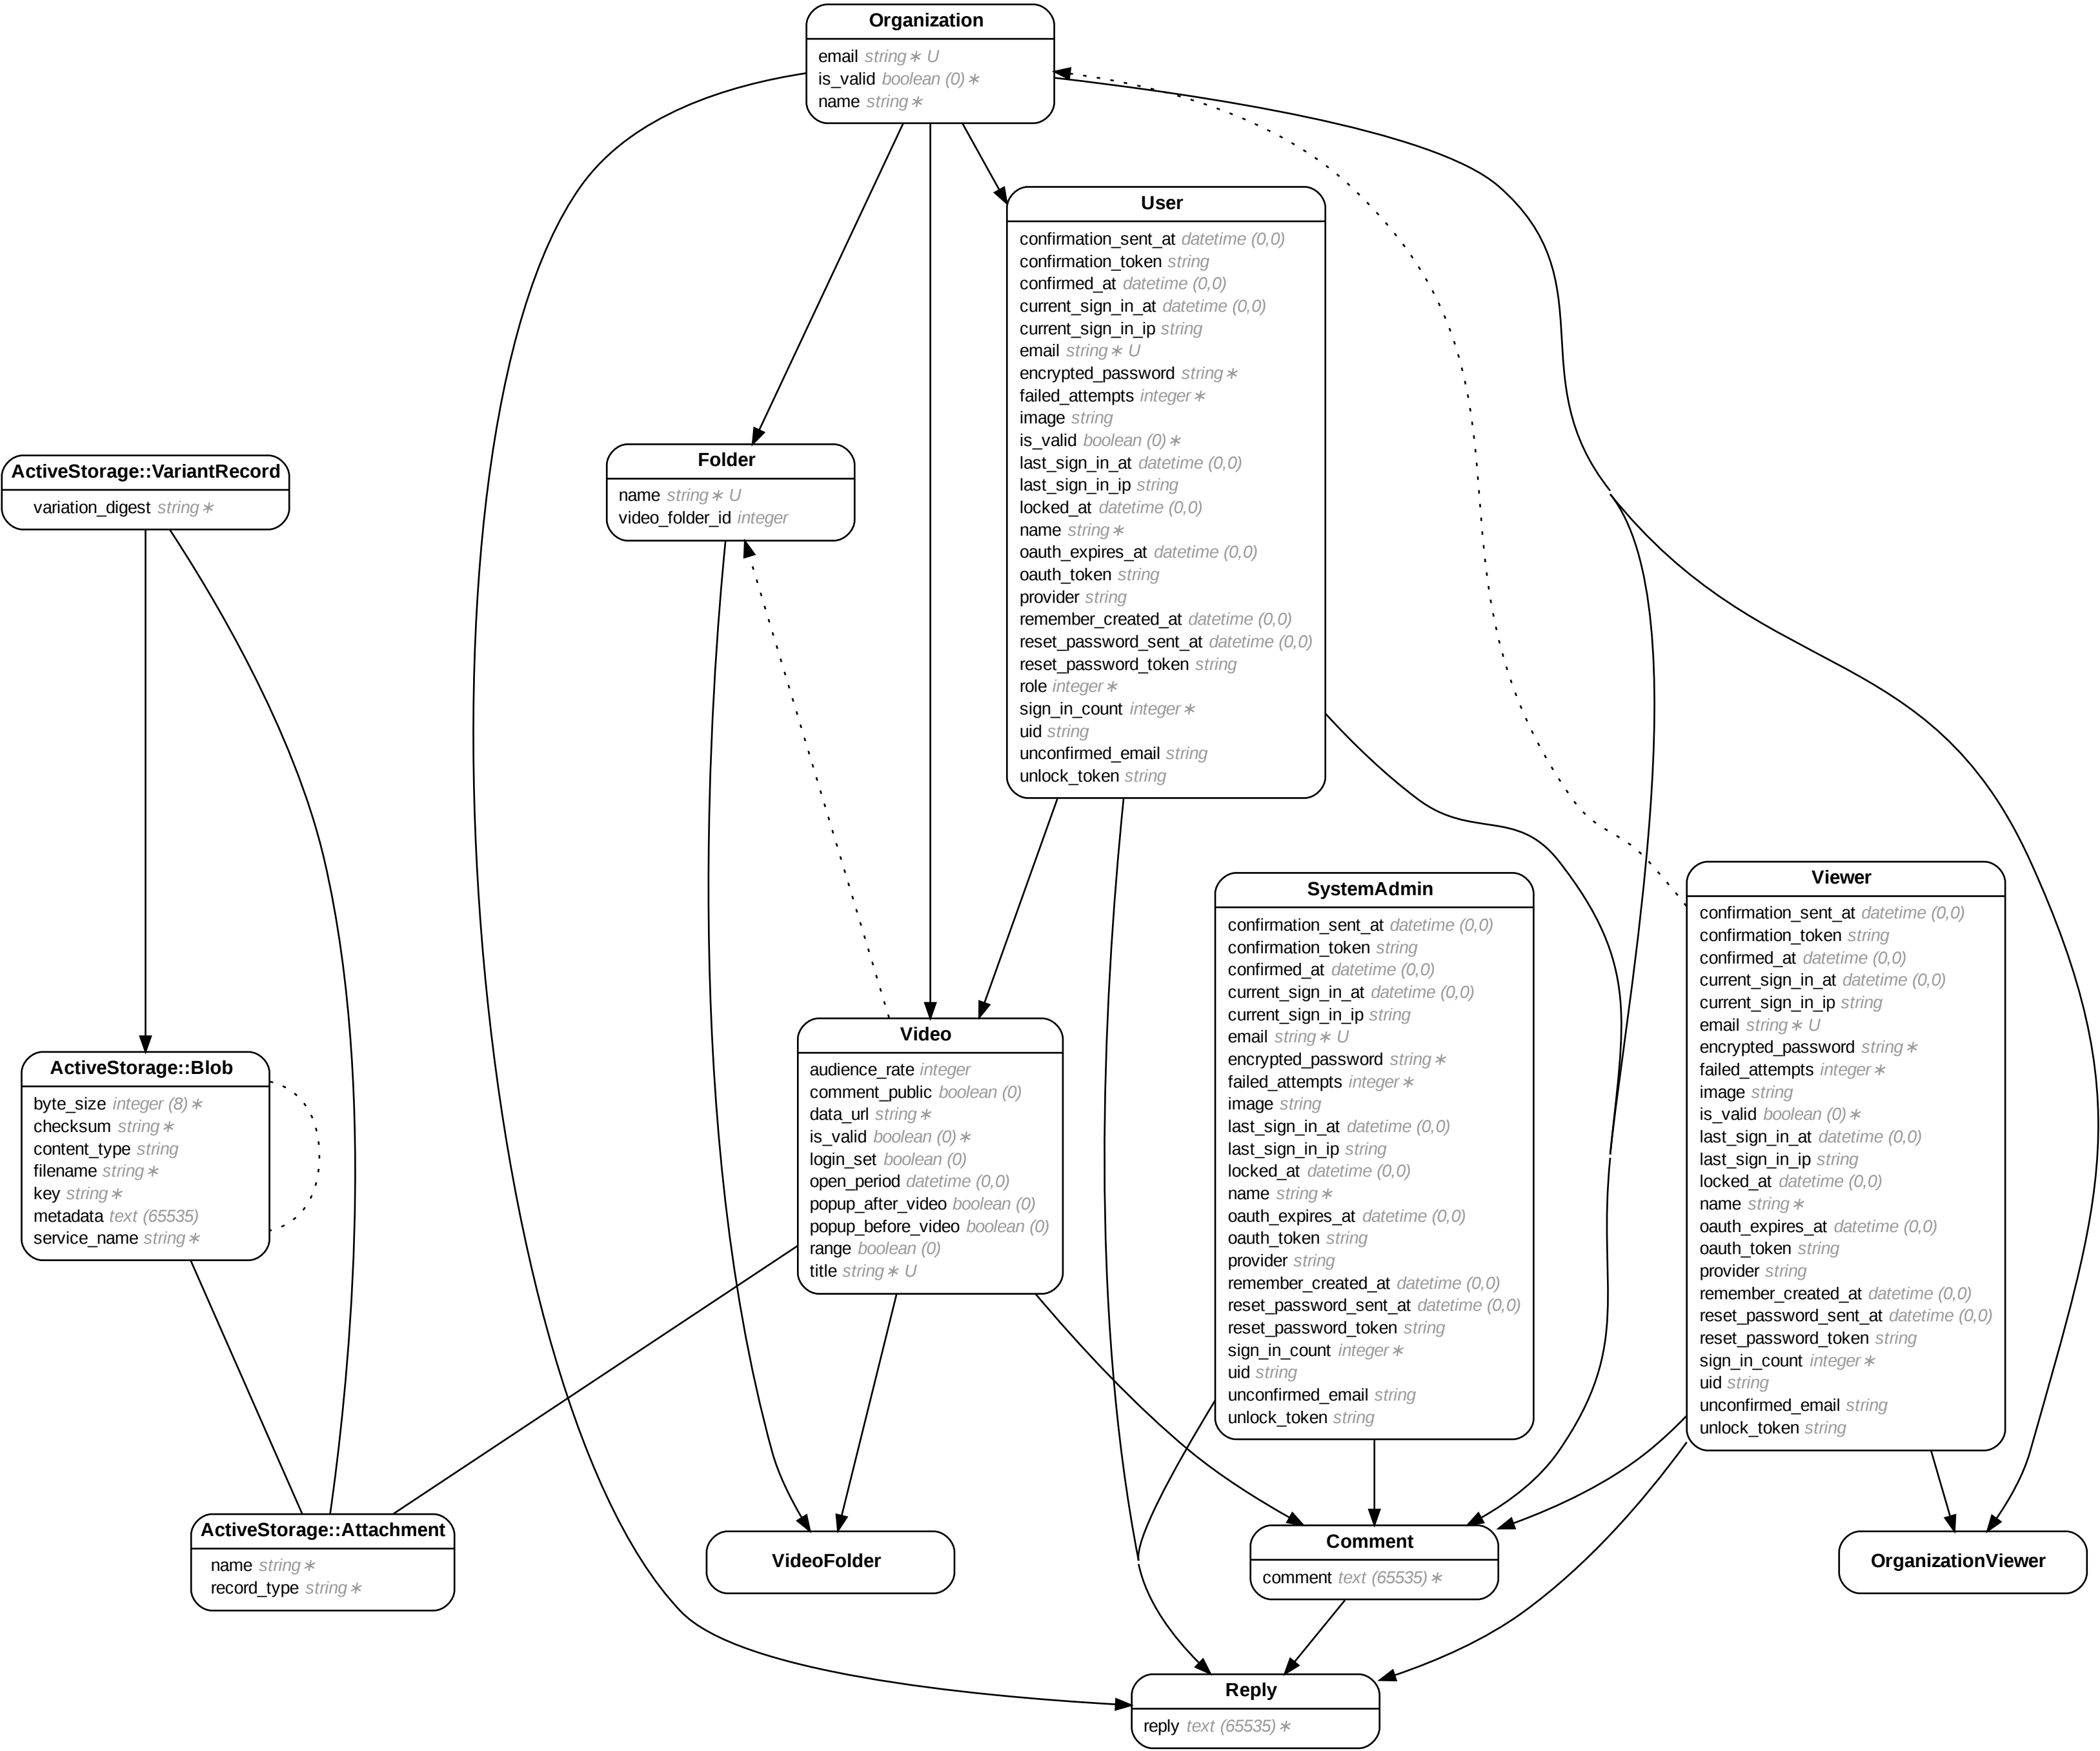 Organization
email string∗ U
is_valid boolean (0)∗
name string∗
User
confirmation_sent_at datetime (0,0)
confirmation_token string
confirmed_at datetime (0,0)
current_sign_in_at datetime (0,0)
current_sign_in_ip string
email string∗ U
encrypted_password string∗
failed_attempts integer∗
image string
is_valid boolean (0)∗
last_sign_in_at datetime (0,0)
last_sign_in_ip string
locked_at datetime (0,0)
name string∗
oauth_expires_at datetime (0,0)
oauth_token string
provider string
remember_created_at datetime (0,0)
reset_password_sent_at datetime (0,0)
reset_password_token string
role integer∗
sign_in_count integer∗
uid string
unconfirmed_email string
unlock_token string
Folder
name string∗ U
video_folder_id integer
ActiveStorage::VariantRecord
variation_digest string∗
ActiveStorage::Blob
byte_size integer (8)∗
checksum string∗
content_type string
filename string∗
key string∗
metadata text (65535)
service_name string∗
Video
audience_rate integer
comment_public boolean (0)
data_url string∗
is_valid boolean (0)∗
login_set boolean (0)
open_period datetime (0,0)
popup_after_video boolean (0)
popup_before_video boolean (0)
range boolean (0)
title string∗ U
SystemAdmin
confirmation_sent_at datetime (0,0)
confirmation_token string
confirmed_at datetime (0,0)
current_sign_in_at datetime (0,0)
current_sign_in_ip string
email string∗ U
encrypted_password string∗
failed_attempts integer∗
image string
last_sign_in_at datetime (0,0)
last_sign_in_ip string
locked_at datetime (0,0)
name string∗
oauth_expires_at datetime (0,0)
oauth_token string
provider string
remember_created_at datetime (0,0)
reset_password_sent_at datetime (0,0)
reset_password_token string
sign_in_count integer∗
uid string
unconfirmed_email string
unlock_token string
Viewer
confirmation_sent_at datetime (0,0)
confirmation_token string
confirmed_at datetime (0,0)
current_sign_in_at datetime (0,0)
current_sign_in_ip string
email string∗ U
encrypted_password string∗
failed_attempts integer∗
image string
is_valid boolean (0)∗
last_sign_in_at datetime (0,0)
last_sign_in_ip string
locked_at datetime (0,0)
name string∗
oauth_expires_at datetime (0,0)
oauth_token string
provider string
remember_created_at datetime (0,0)
reset_password_sent_at datetime (0,0)
reset_password_token string
sign_in_count integer∗
uid string
unconfirmed_email string
unlock_token string
ActiveStorage::Attachment
name string∗
record_type string∗
VideoFolder
Comment
comment text (65535)∗
OrganizationViewer
Reply
reply text (65535)∗